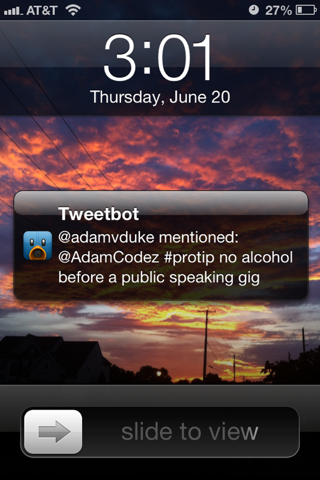 AT&T 27%
3:01
Thursday, June 20
Tweetbot
@adamvduke mentioned:
@AdamCodez #protip no alcohol
before a public speaking gig
slide to view